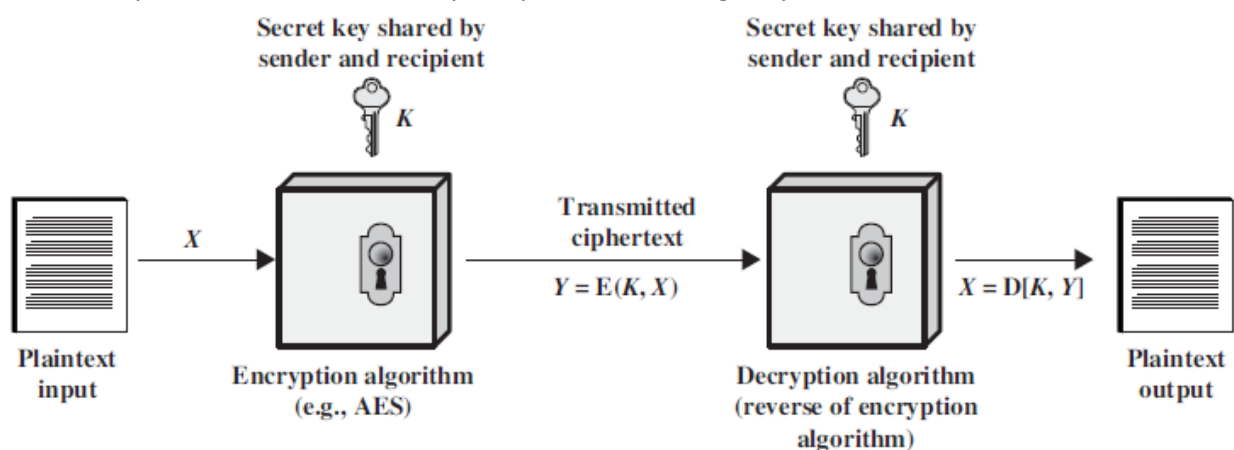 Secret key shared by
sender and recipient
K
Secret key shared by
sender and recipient
K
X
Transmitted
ciphertext
Y = E(K, X)
X = D[K, Y]
Plaintext
input
Encryption algorithm
(e.g., AES)
Decryption algorithm
(reverse of encryption
algorithm)
Plaintext
output